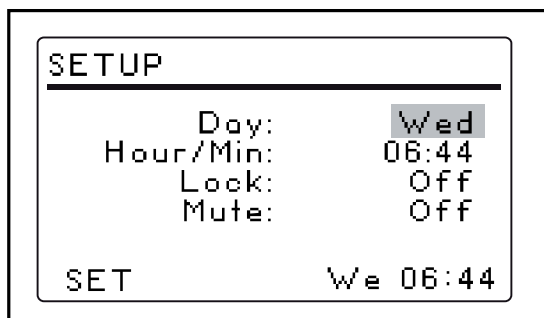 SETUP
Day: Wed
Hour/Min: 06:44
Lock: Off
Mute: Off
SET We 06:44